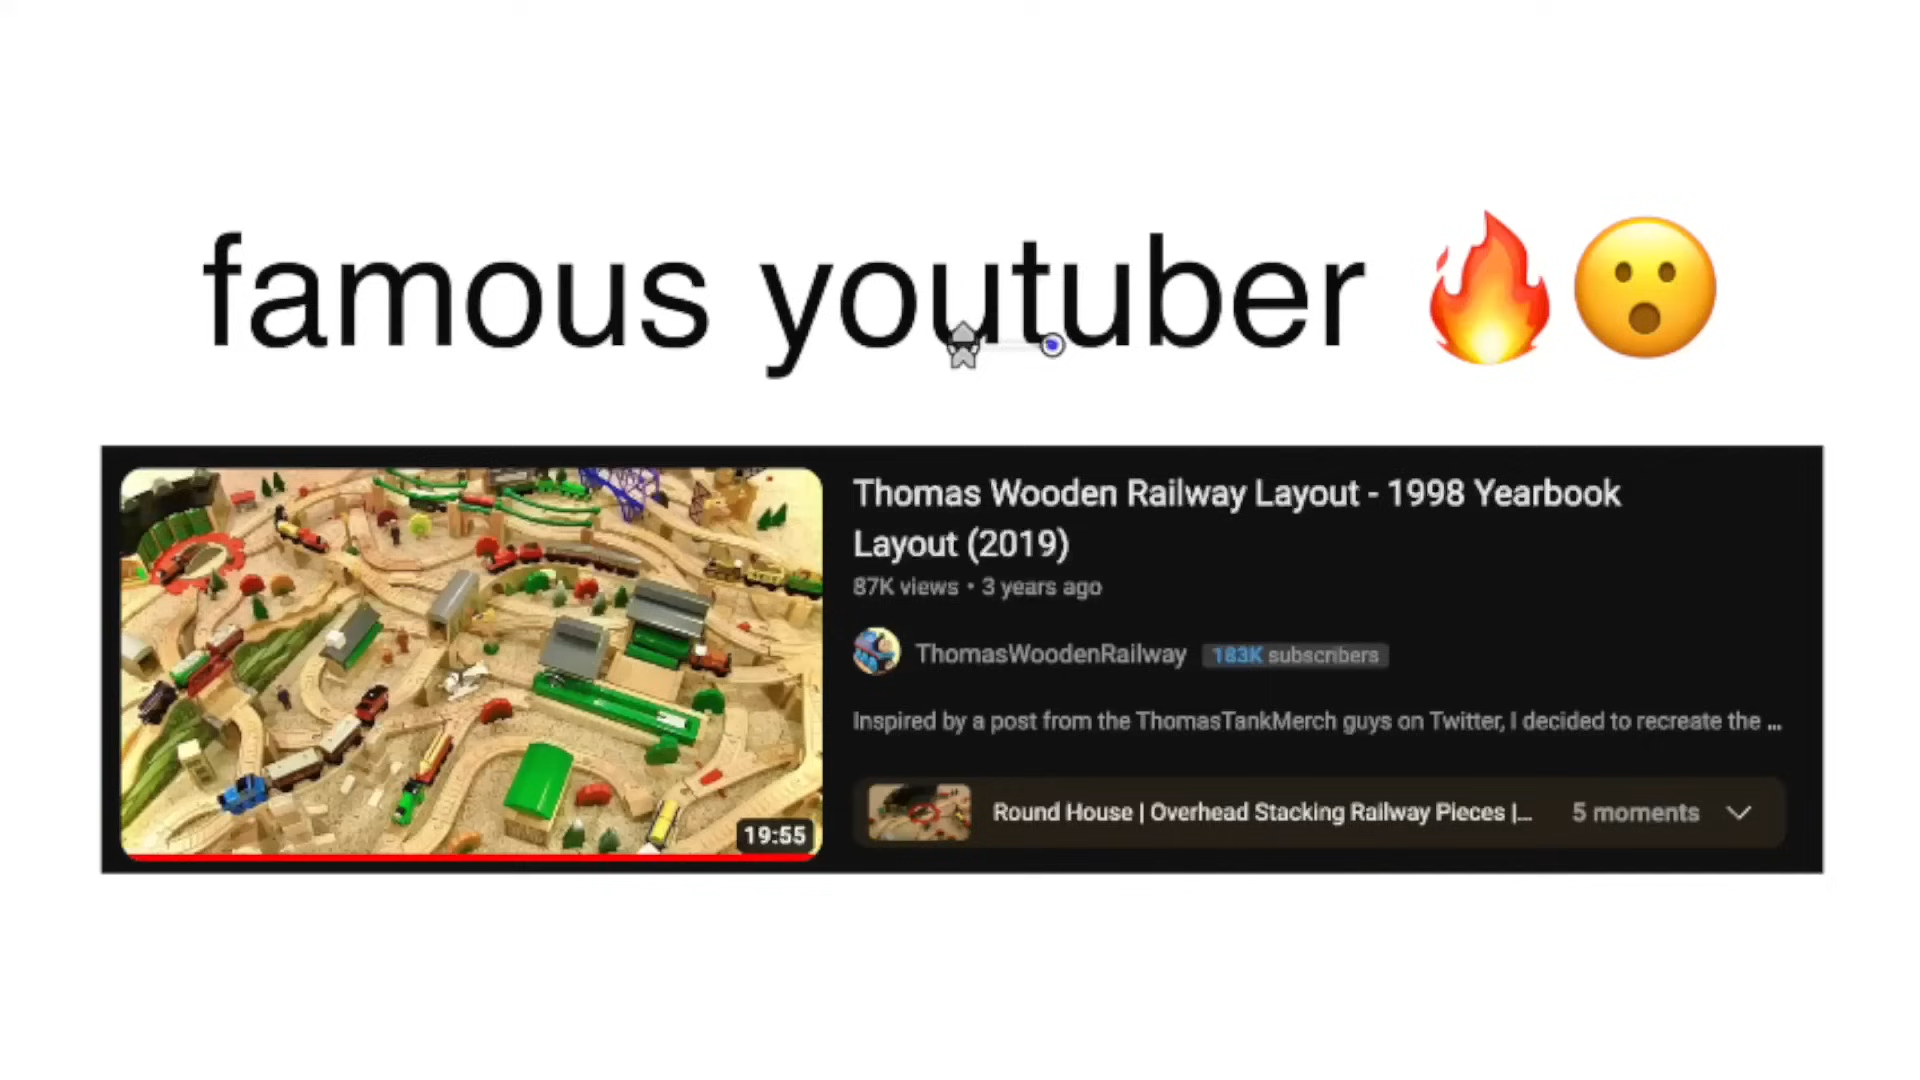 famous youtuber 🔥😮
Thomas Wooden Railway Layout - 1998 Yearbook
Layout (2019)
87K views • 3 years ago
ThomasWoodenRailway 183K subscribers
Inspired by a post from the ThomasTankMerch guys on Twitter, I decided to recreate the ...
Round House | Overhead Stacking Railway Pieces |... 5 moments
19:55